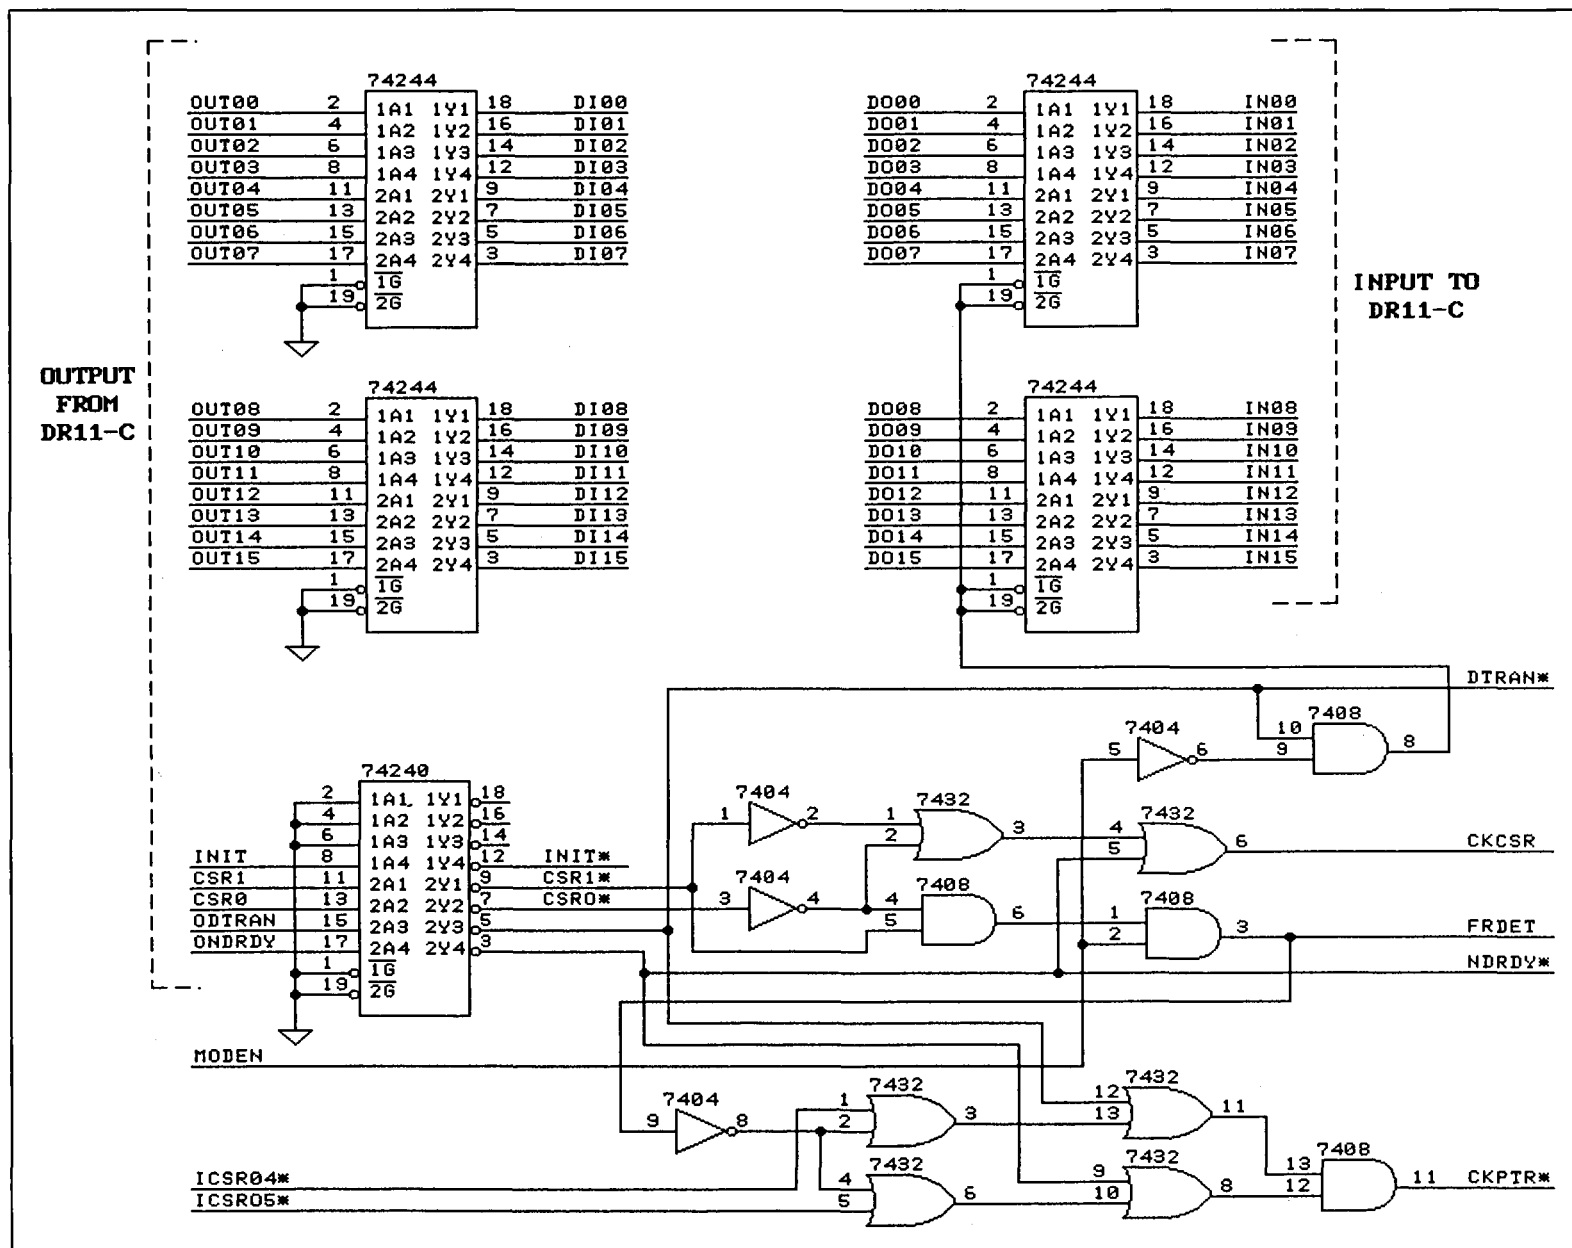 74244
OUT00 2 1A1 1Y1 18 DI00
OUT01 4 1A2 1Y2 16 DI01
OUT02 6 1A3 1Y3 14 DI02
OUT03 8 1A4 1Y4 12 DI03
OUT04 11 2A1 2Y1 9 DI04
OUT05 13 2A2 2Y2 7 DI05
OUT06 15 2A3 2Y3 5 DI06
OUT07 17 2A4 2Y4 3 DI07
1 1G
19 2G
74244
DO00 2 1A1 1Y1 18 IN00
DO01 4 1A2 1Y2 16 IN01
DO02 6 1A3 1Y3 14 IN02
DO03 8 1A4 1Y4 12 IN03
DO04 11 2A1 2Y1 9 IN04
DO05 13 2A2 2Y2 7 IN05
DO06 15 2A3 2Y3 5 IN06
DO07 17 2A4 2Y4 3 IN07
1 1G
19 2G
INPUT TO
DR11-C
OUTPUT
FROM
DR11-C
74244
OUT08 2 1A1 1Y1 18 DI08
OUT09 4 1A2 1Y2 16 DI09
OUT10 6 1A3 1Y3 14 DI10
OUT11 8 1A4 1Y4 12 DI11
OUT12 11 2A1 2Y1 9 DI12
OUT13 13 2A2 2Y2 7 DI13
OUT14 15 2A3 2Y3 5 DI14
OUT15 17 2A4 2Y4 3 DI15
1 1G
19 2G
74244
DO08 2 1A1 1Y1 18 IN08
DO09 4 1A2 1Y2 16 IN09
DO10 6 1A3 1Y3 14 IN10
DO11 8 1A4 1Y4 12 IN11
DO12 11 2A1 2Y1 9 IN12
DO13 13 2A2 2Y2 7 IN13
DO14 15 2A3 2Y3 5 IN14
DO15 17 2A4 2Y4 3 IN15
1 1G
19 2G
DTRAN*
7408
10
9 8
7404
5 6
74240
2 1A1 1Y1 18
4 1A2 1Y2 16
6 1A3 1Y3 14
INIT 8 1A4 1Y4 12 INIT*
CSR1 11 2A1 2Y1 9 CSR1*
CSR0 13 2A2 2Y2 7 CSR0*
ODTRAN 15 2A3 2Y3 5
ONDRDY 17 2A4 2Y4 3
1 1G
19 2G
7404
1 2
7432
1
2 3
7432
4
5 6 CKCSR
7404
3 4
7408
4
5 6
7408
1
2 3 FRDET
NDRDY*
MODEN
7404
9 8
7432
1
2 3
7432
12
13 11
ICSR04*
ICSR05*
7432
4
5 6
7432
9
10 8
7408
13
12 11 CKPTR*